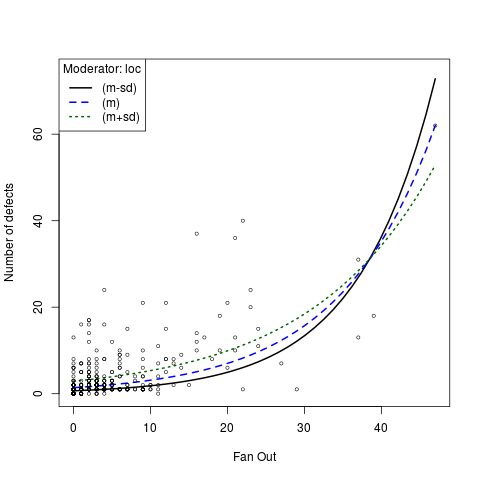 Moderator: loc
(m-sd)
(m)
(m+sd)
Number of defects
60
40
20
0
0 10 20 30 40
Fan Out